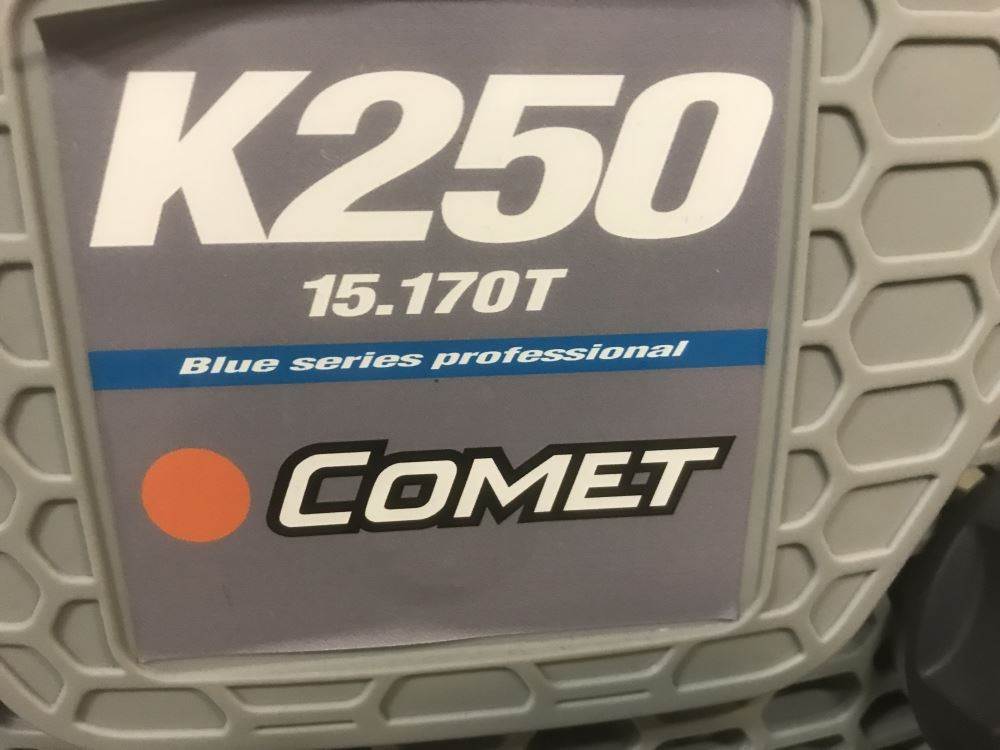 K250
15.170T
Blue series professional
COMET